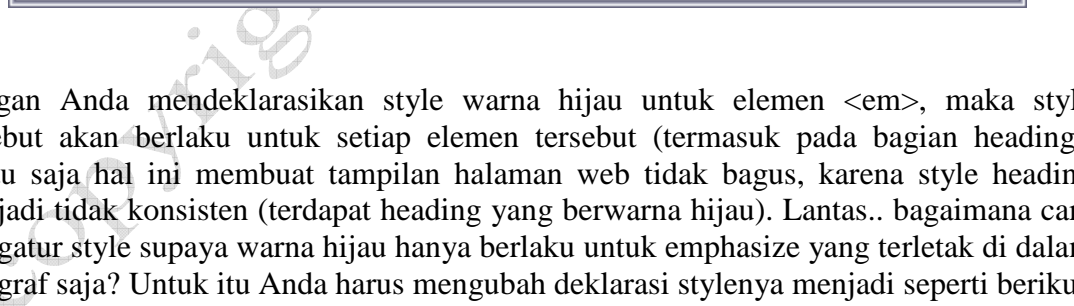 gan Anda mendeklarasikan style warna hijau untuk elemen <em>, maka styl
ebut akan berlaku untuk setiap elemen tersebut (termasuk pada bagian heading
u saja hal ini membuat tampilan halaman web tidak bagus, karena style headin
jadi tidak konsisten (terdapat heading yang berwarna hijau). Lantas.. bagaimana car
gatur style supaya warna hijau hanya berlaku untuk emphasize yang terletak di dalar
graf saja? Untuk itu Anda harus mengubah deklarasi stylenya menjadi seperti beriku
Copyrig